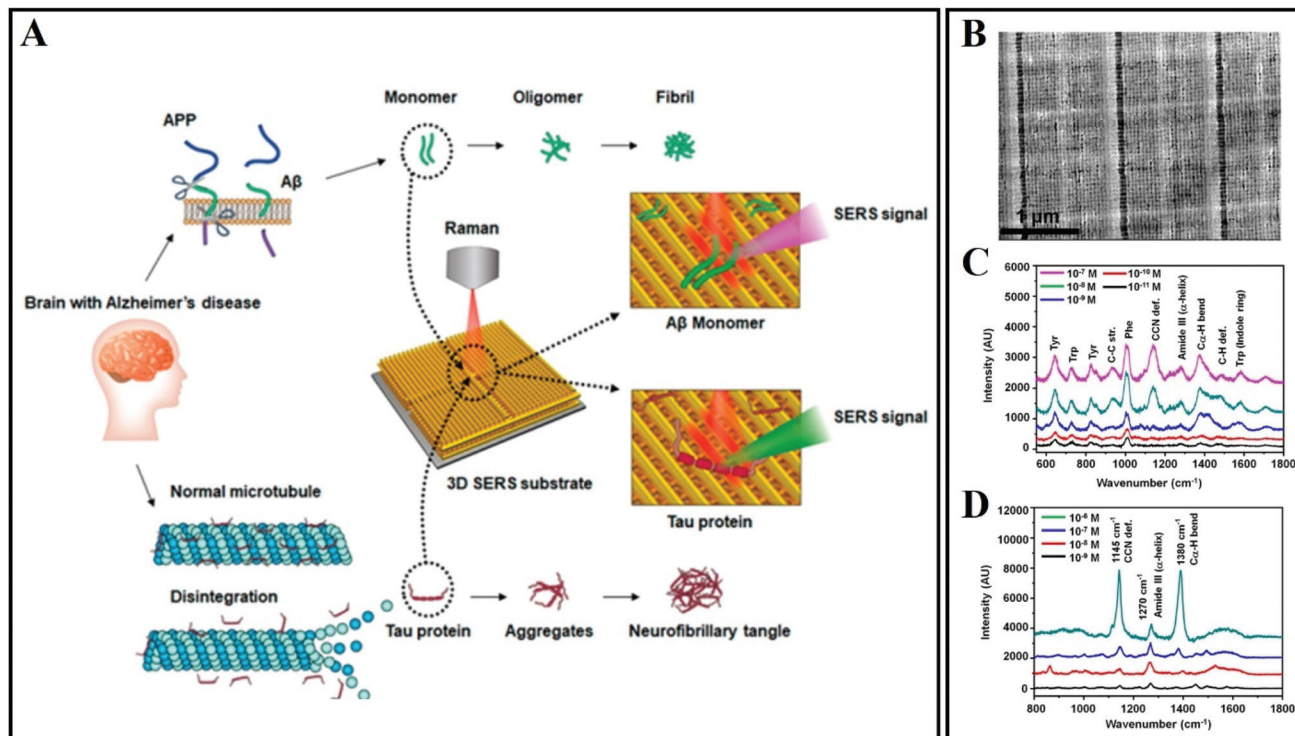 A
Monomer
Oligomer
Fibril
APP
Aβ
SERS signal
Raman
Brain with Alzheimer's disease
Aβ Monomer
SERS signal
3D SERS substrate
Normal microtubule
Tau protein
Disintegration
Tau protein
Aggregates
Neurofibrillary tangle
B
1 μm
C
6000
5000
4000
3000
2000
1000
0
Intensity (AU)
10⁻⁷ M
10⁻⁸ M
10⁻⁹ M
10⁻¹⁰ M
10⁻¹¹ M
Tyr
Trp
Tyr
C-C str.
Phe
CCN def.
Amide III (α-helix)
Cα-H bend
C-H def.
Trp (Indole ring)
600 800 1000 1200 1400 1600 1800
Wavenumber (cm⁻¹)
D
12000
10000
8000
6000
4000
2000
0
Intensity (AU)
10⁻⁶ M
10⁻⁷ M
10⁻⁸ M
10⁻⁹ M
1145 cm⁻¹
CCN def.
1270 cm⁻¹
Amide III (α-helix)
1380 cm⁻¹
Cα-H bend
800 1000 1200 1400 1600 1800
Wavenumber (cm⁻¹)